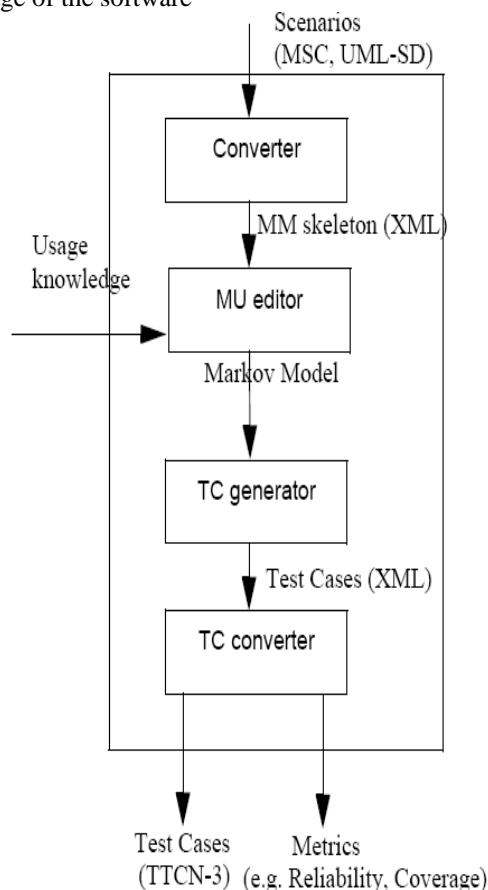 ge of the software
Scenarios
(MSC, UML-SD)
Converter
MM skeleton (XML)
Usage
knowledge
MU editor
Markov Model
TC generator
Test Cases (XML)
TC converter
Test Cases
(TTCN-3)
Metrics
(e.g. Reliability, Coverage)